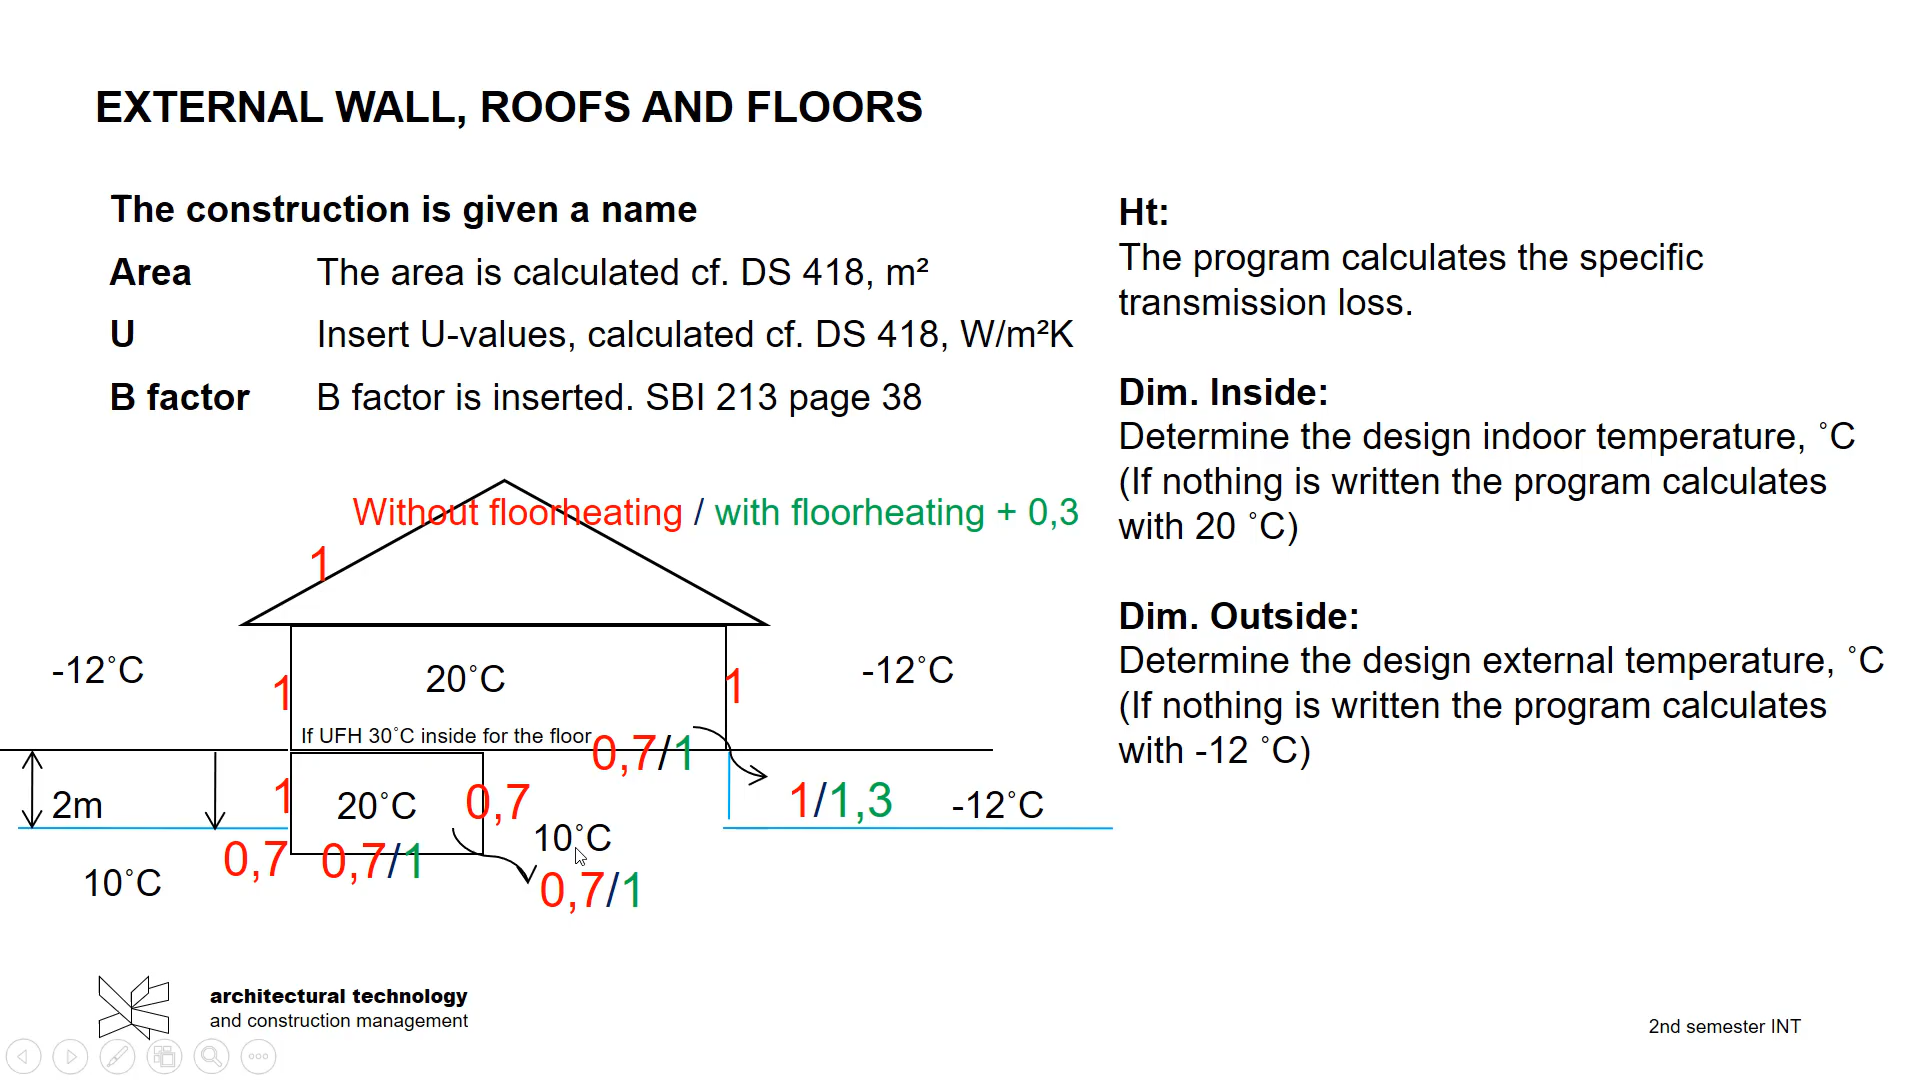 EXTERNAL WALL, ROOFS AND FLOORS
The construction is given a name
Area The area is calculated cf. DS 418, m²
U Insert U-values, calculated cf. DS 418, W/m²K
B factor B factor is inserted. SBI 213 page 38
Without floorheating / with floorheating + 0,3
1
-12˚C
1
20˚C
1
-12˚C
If UFH 30˚C inside for the floor
0,7/1
2m
1
20˚C
0,7
10˚C
1/1,3
-12˚C
10˚C
0,7
0,7/1
0,7/1
Ht:
The program calculates the specific
transmission loss.
Dim. Inside:
Determine the design indoor temperature, ˚C
(If nothing is written the program calculates
with 20 ˚C)
Dim. Outside:
Determine the design external temperature, ˚C
(If nothing is written the program calculates
with -12 ˚C)
architectural technology
and construction management
2nd semester INT